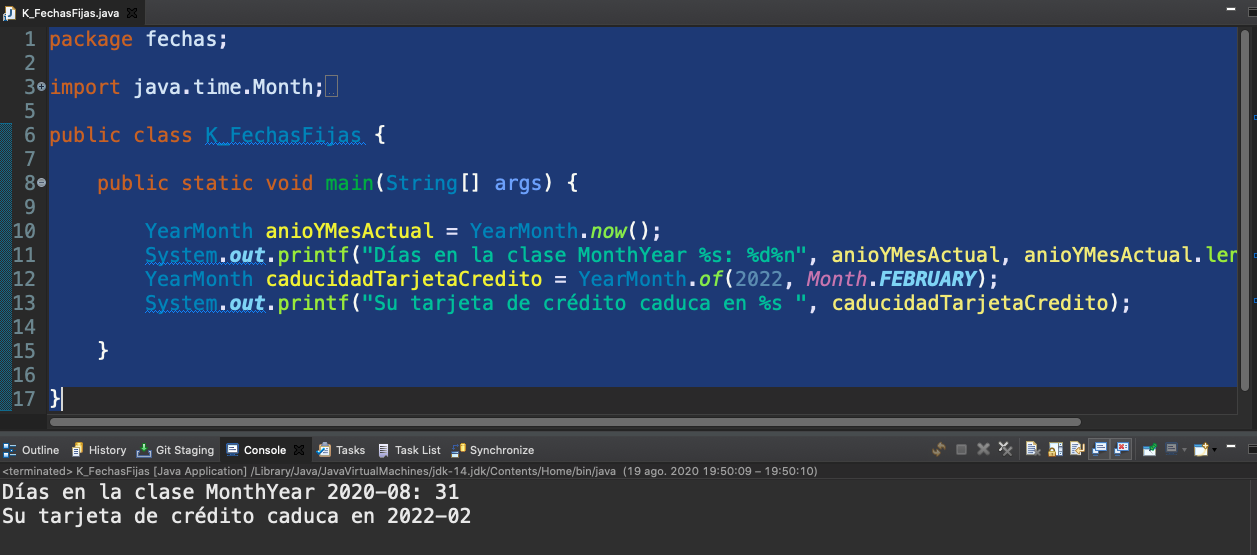 K_FechasFijas.java
1 package fechas;
2
3 import java.time.Month;
5
6 public class K_FechasFijas {
7
8 public static void main(String[] args) {
9
10 YearMonth anioYMesActual = YearMonth.now();
11 System.out.printf("Días en la clase MonthYear %s: %d%n", anioYMesActual, anioYMesActual.ler
12 YearMonth caducidadTarjetaCredito = YearMonth.of(2022, Month.FEBRUARY);
13 System.out.printf("Su tarjeta de crédito caduca en %s ", caducidadTarjetaCredito);
14
15 }
16
17 }
Outline History Git Staging Console Tasks Task List Synchronize
<terminated> K_FechasFijas [Java Application] /Library/Java/JavaVirtualMachines/jdk-14.jdk/Contents/Home/bin/java (19 ago. 2020 19:50:09 – 19:50:10)
Días en la clase MonthYear 2020-08: 31
Su tarjeta de crédito caduca en 2022-02